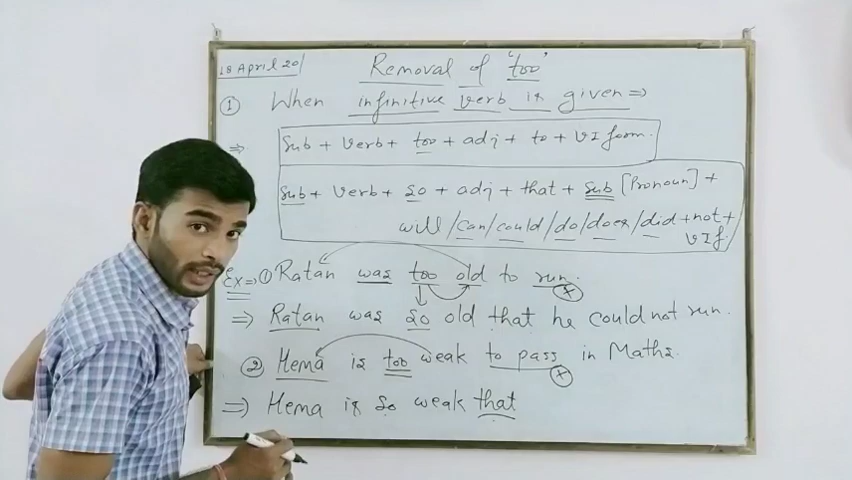 18 April 20
Removal of 'too'
① When infinitive verb is given ⇒
⇒ Sub + Verb + too + adj + to + VI form.
Sub + Verb + so + adj + that + Sub [Pronoun] +
will / can / could / do / does / did + not +
VIf.
Ex ⇒ ① Ratan was too old to run.
⇒ Ratan was so old that he could not run.
② Hema is too weak to pass in Maths.
⇒ Hema is so weak that